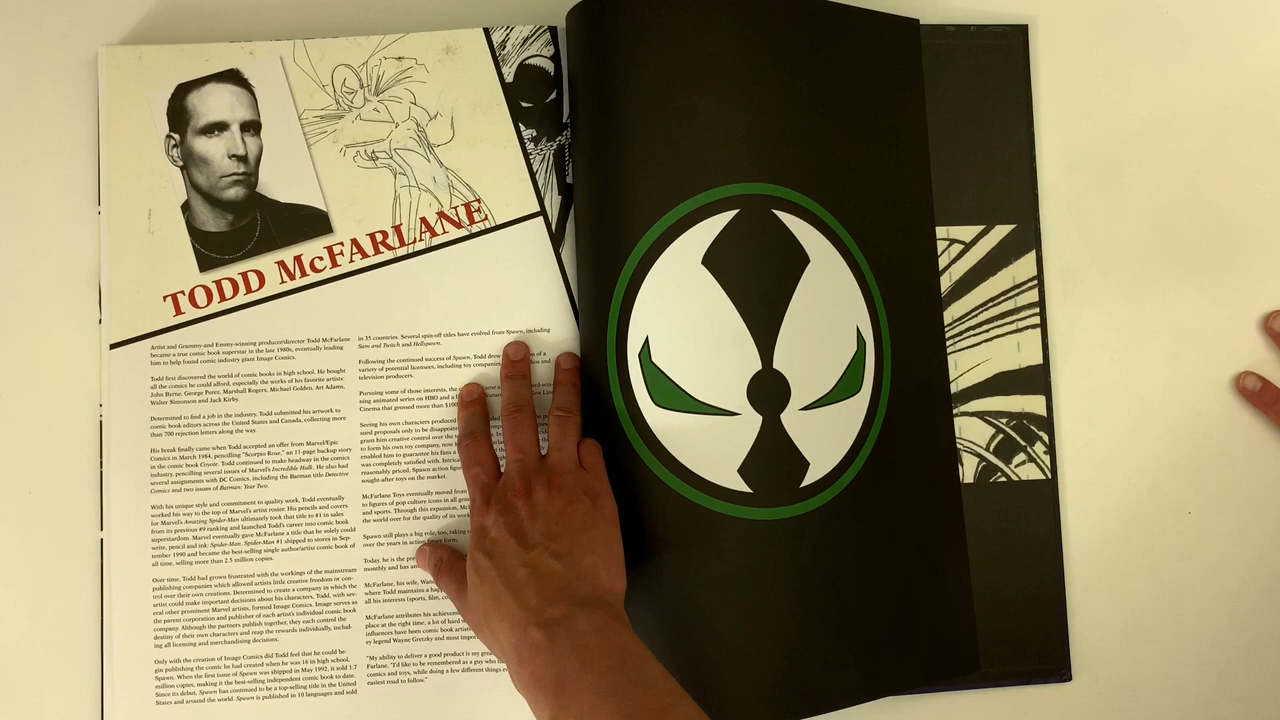 TODD McFARLANE
Artist and Grammy-and Emmy-winning producer/director Todd McFarlane
became a true comic book superstar in the late 1980s, eventually leading
him to help found comic industry giant Image Comics.
Todd first discovered the world of comic books in high school. He bought
all the comics he could afford, especially the works of his favorite artists:
John Byrne, George Perez, Marshall Rogers, Michael Golden, Art Adams,
Walter Simonson and Jack Kirby.
Determined to find a job in the industry, Todd submitted his artwork to
comic book editors across the United States and Canada, collecting more
than 700 rejection letters along the way.
His break finally came when Todd accepted an offer from Marvel/Epic
Comics in March 1984, pencilling "Scorpio Rose," an 11-page backup story
in the comic book Coyote. Todd continued to make headway in the comics
industry, pencilling several issues of Marvel's Incredible Hulk. He also had
several assignments with DC Comics, including the Batman title Detective
Comics and two issues of Batman: Year Two.
With his unique style and commitment to quality work, Todd eventually
worked his way to the top of Marvel's artist roster. His pencils and covers
for Marvel's Amazing Spider-Man ultimately took that title to #1 in sales
from its previous #9 ranking and launched Todd's career into comic book
superstardom. Marvel eventually gave McFarlane a title that he solely could
write, pencil and ink: Spider-Man. Spider-Man #1 shipped to stores in Sep-
tember 1990 and became the best-selling single author/artist comic book of
all time, selling more than 2.5 million copies.
Over time, Todd had grown frustrated with the workings of the mainstream
publishing companies which allowed artists little creative freedom or con-
trol over their own creations. Determined to create a company in which the
artist could make important decisions about his characters, Todd, with sev-
eral other prominent Marvel artists, formed Image Comics. Image serves as
the parent corporation and publisher of each artist's individual comic book
company. Although the partners publish together, they each control the
destiny of their own characters and reap the rewards individually, includ-
ing all licensing and merchandising decisions.
Only with the creation of Image Comics did Todd feel that he could be-
gin publishing the comic he had created when he was 16 in high school,
Spawn. When the first issue of Spawn was shipped in May 1992, it sold 1.7
million copies, making it the best-selling independent comic book to date.
Since its debut, Spawn has continued to be a top-selling title in the United
States and around the world. Spawn is published in 10 languages and sold
in 35 countries. Several spin-off titles have evolved from Spawn, including
Sam and Twitch and Hellspawn.
Following the continued success of Spawn, Todd drew of a
variety of potential licensees, including toy companies and
television producers.
Pursuing some of those interests, the
ning animated series on HBO and a
Cinema that grossed more than
Seeing his own characters produced
sued proposals only to be
grant him creative control over the
to form his own toy company, now
enabled him to guarantee his fans a
was completely satisfied.
reasonably priced, Spawn action
sought-after toys on the market.
McFarlane Toys eventually moved from
to figures of pop culture icons in all
and sports. Through this expansion,
the world over for the quality of its
Spawn still plays a big role, too, taking
over the years in action figure form.
Today, he is the
monthly and has
McFarlane, his wife,
where Todd maintains a
all his interests (sports, film,
McFarlane attributes his
place at the right time, a lot of hard
influences have been comic book
ey legend Wayne Gretzky and most
"My ability to deliver a good product is my
Farlane. "I'd like to be remembered as a guy who
comics and toys, while doing a few different things
easiest road to follow."